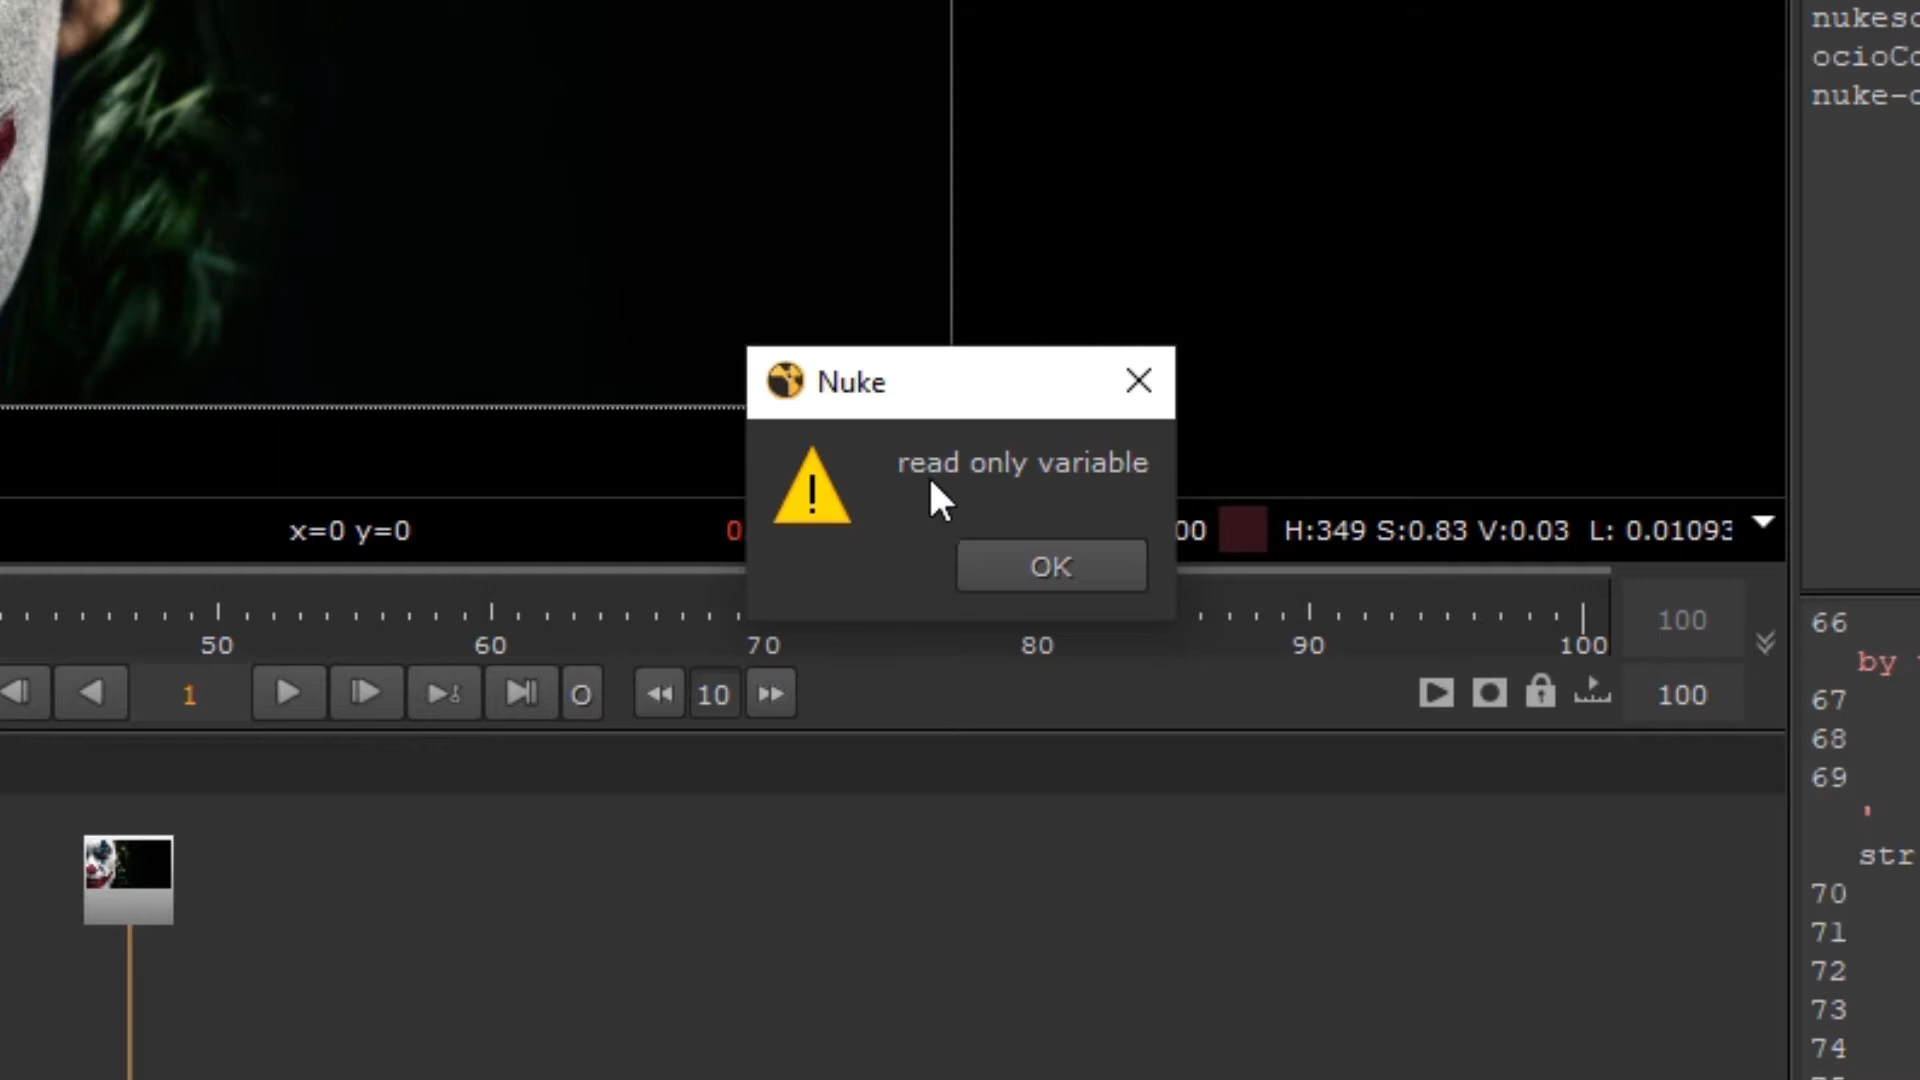 nukesc
ocioCo
nuke-c
Nuke
read only variable
OK
x=0 y=0
0
00
H:349 S:0.83 V:0.03 L: 0.01093
50 60 70 80 90 100
100
1
10
100
66
by
67
68
69
'
str
70
71
72
73
74